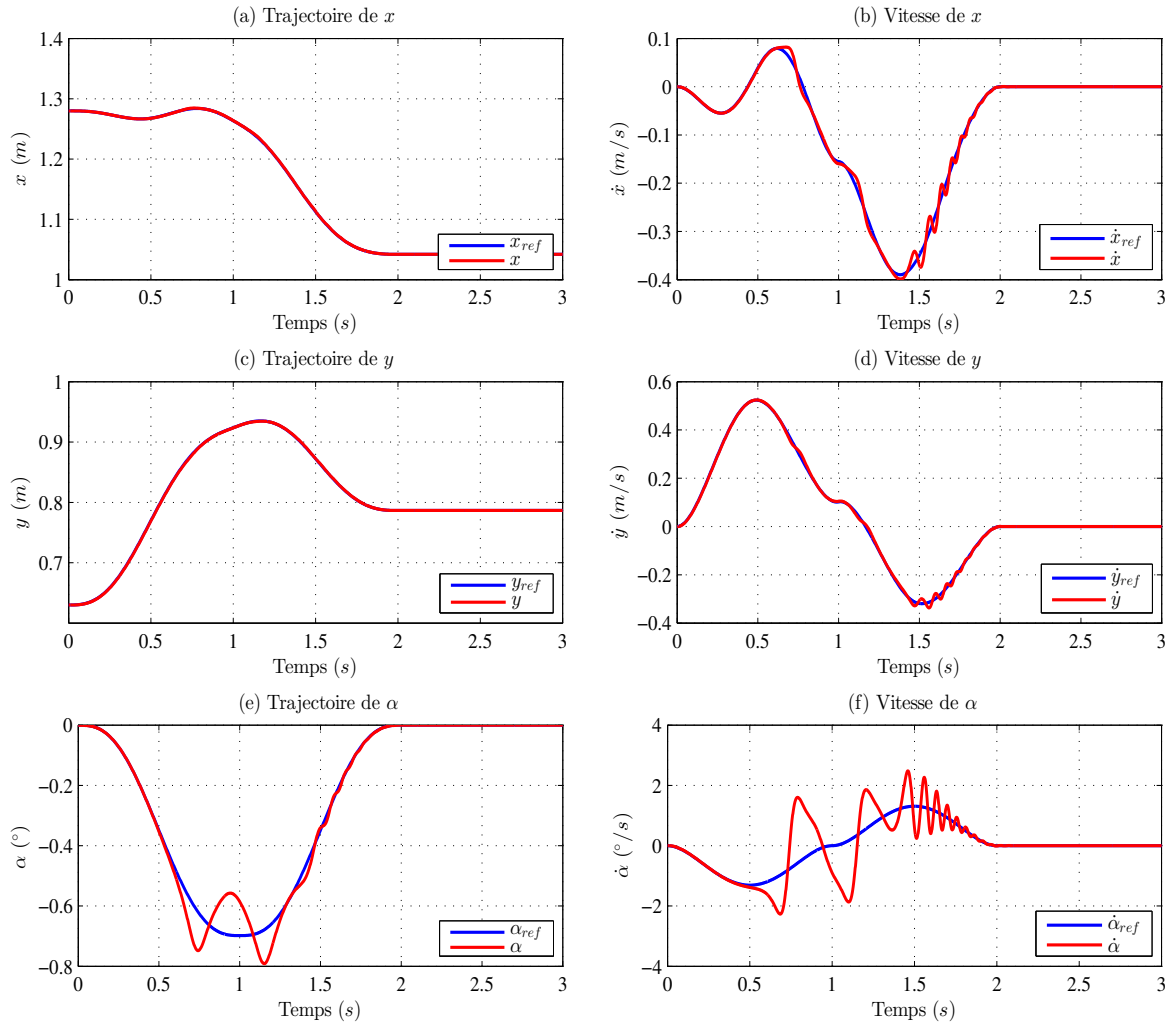 (a) Trajectoire de x
1.4
1.3
1.2
1.1
1
x (m)
0 0.5 1 1.5 2 2.5 3
Temps (s)
x_ref
x
(b) Vitesse de x
0.1
0
−0.1
−0.2
−0.3
−0.4
ẋ (m/s)
0 0.5 1 1.5 2 2.5 3
Temps (s)
ẋ_ref
ẋ
(c) Trajectoire de y
1
0.9
0.8
0.7
y (m)
0 0.5 1 1.5 2 2.5 3
Temps (s)
y_ref
y
(d) Vitesse de y
0.6
0.4
0.2
0
−0.2
−0.4
ẏ (m/s)
0 0.5 1 1.5 2 2.5 3
Temps (s)
ẏ_ref
ẏ
(e) Trajectoire de α
0
−0.2
−0.4
−0.6
−0.8
α (°)
0 0.5 1 1.5 2 2.5 3
Temps (s)
α_ref
α
(f) Vitesse de α
4
2
0
−2
−4
α̇ (°/s)
0 0.5 1 1.5 2 2.5 3
Temps (s)
α̇_ref
α̇